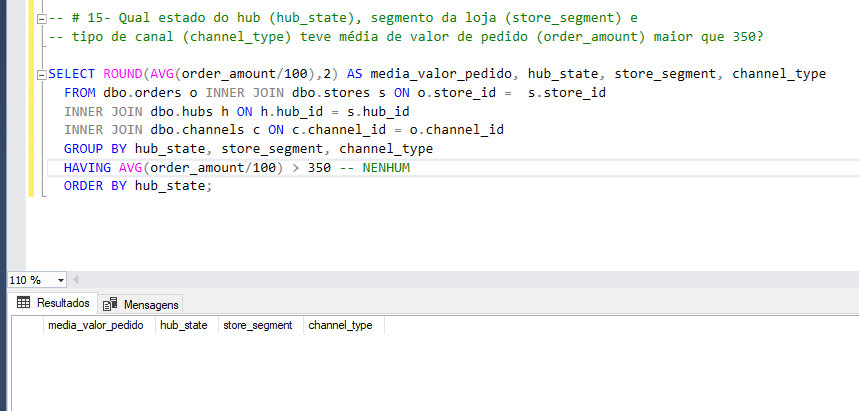 -- # 15- Qual estado do hub (hub_state), segmento da loja (store_segment) e
-- tipo de canal (channel_type) teve média de valor de pedido (order_amount) maior que 350?
SELECT ROUND(AVG(order_amount/100),2) AS media_valor_pedido, hub_state, store_segment, channel_type
FROM dbo.orders o INNER JOIN dbo.stores s ON o.store_id =  s.store_id
INNER JOIN dbo.hubs h ON h.hub_id = s.hub_id
INNER JOIN dbo.channels c ON c.channel_id = o.channel_id
GROUP BY hub_state, store_segment, channel_type
HAVING AVG(order_amount/100) > 350 -- NENHUM
ORDER BY hub_state;
110 %
Resultados Mensagens
media_valor_pedido hub_state store_segment channel_type